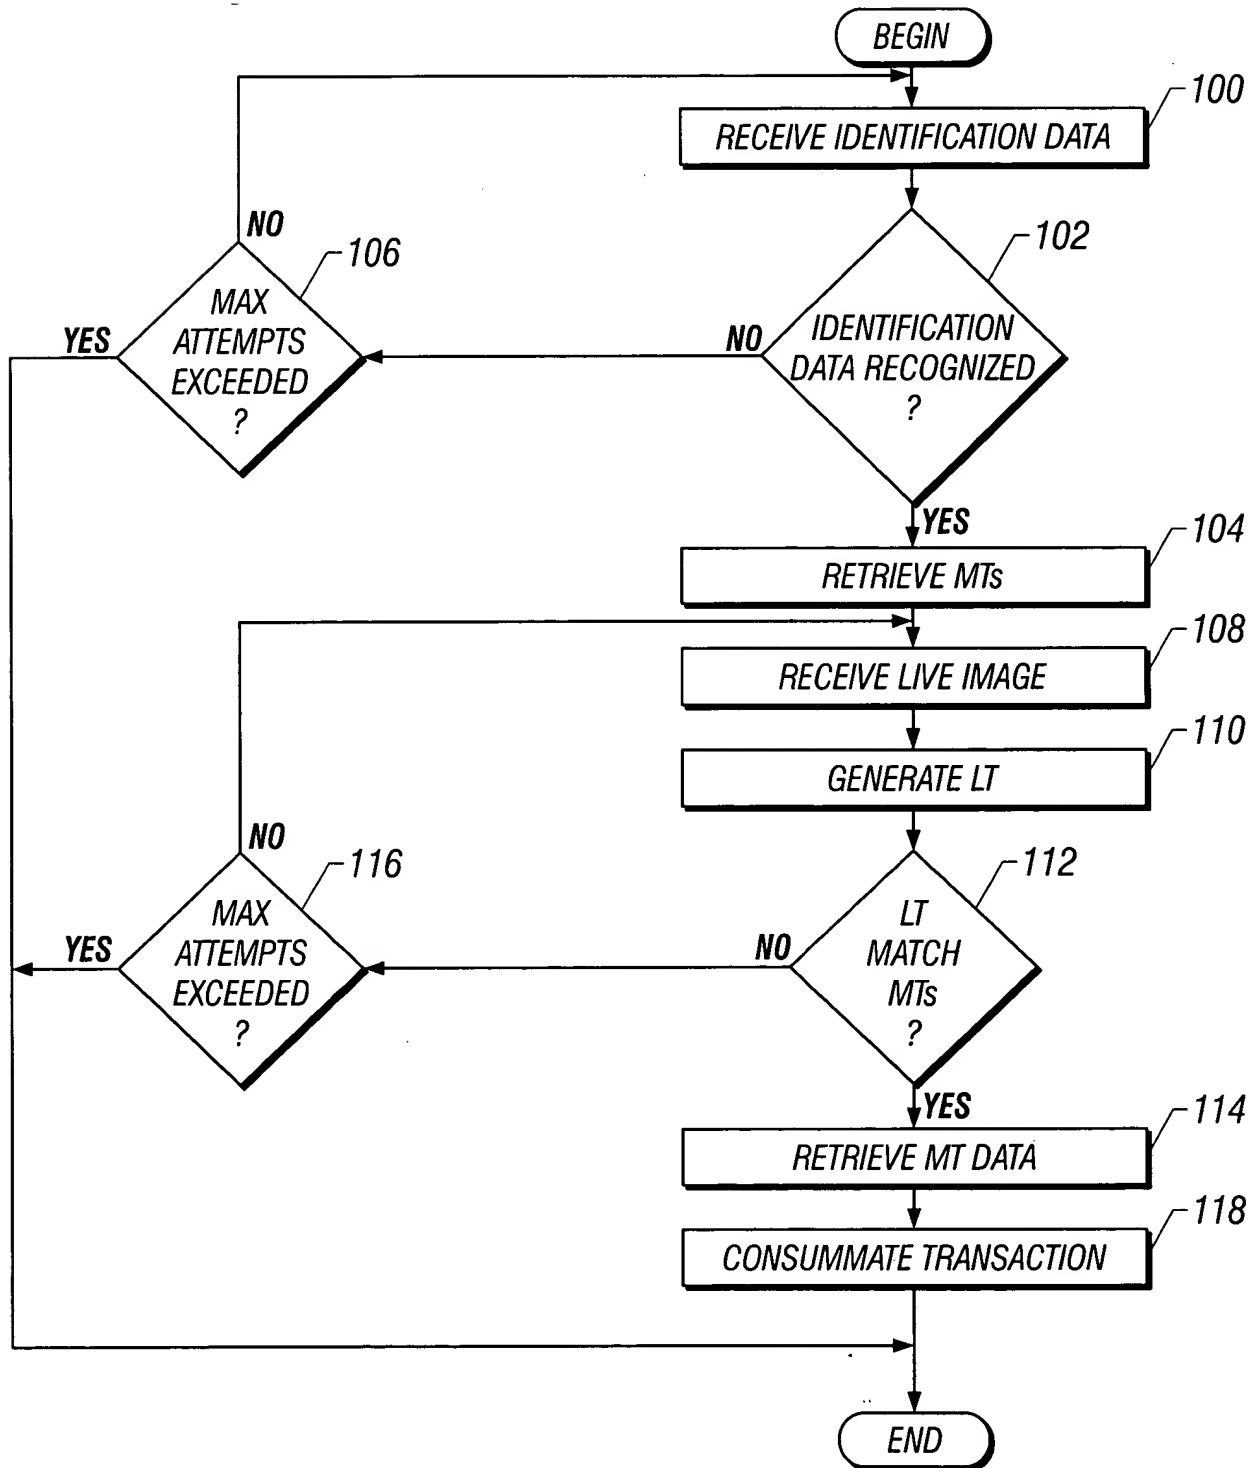 BEGIN
100
RECEIVE IDENTIFICATION DATA
NO
102
106
MAX
ATTEMPTS
EXCEEDED
?
YES
NO
IDENTIFICATION
DATA RECOGNIZED
?
YES
104
RETRIEVE MTs
108
RECEIVE LIVE IMAGE
110
GENERATE LT
NO
116
112
MAX
ATTEMPTS
EXCEEDED
?
YES
NO
LT
MATCH
MTs
?
YES
114
RETRIEVE MT DATA
118
CONSUMMATE TRANSACTION
END